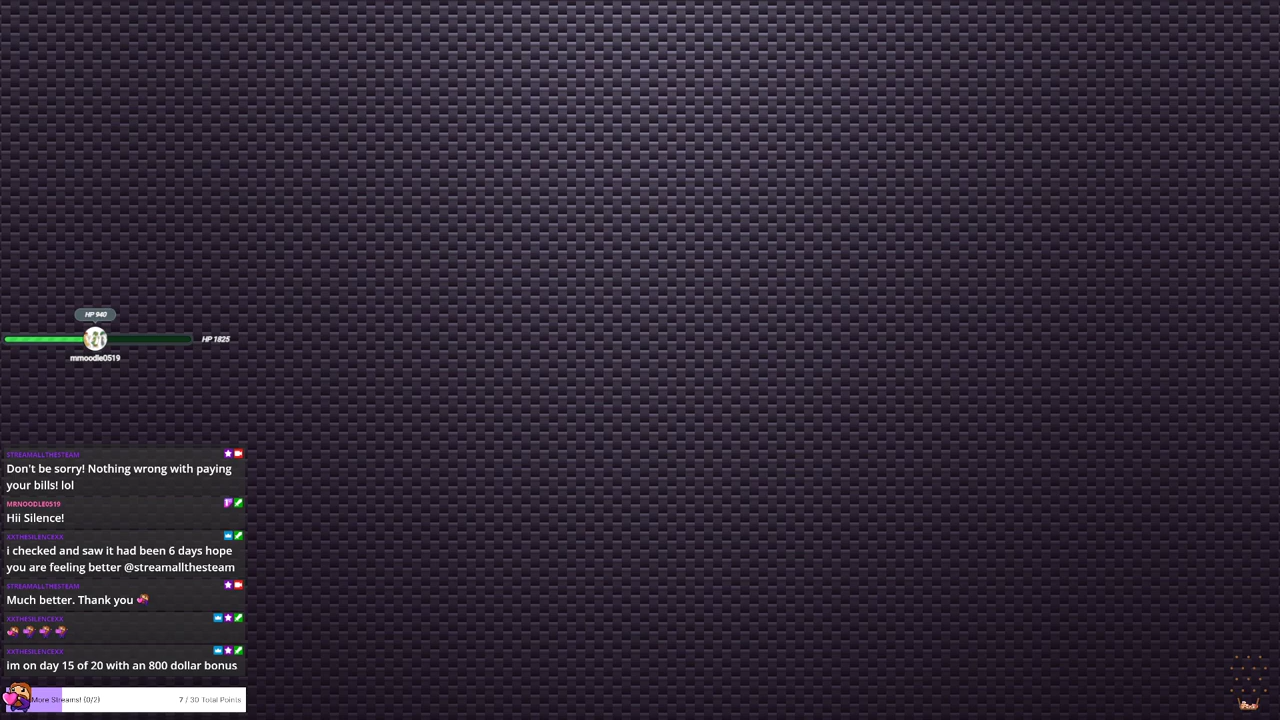 HP 940
HP 1825
mrnoodle0519
STREAMALLTHESTEAM
Don't be sorry! Nothing wrong with paying
your bills! lol
MRNOODLE0519
Hii Silence!
XXTHESILENCEXX
i checked and saw it had been 6 days hope
you are feeling better @streamallthesteam
STREAMALLTHESTEAM
Much better. Thank you
XXTHESILENCEXX
XXTHESILENCEXX
im on day 15 of 20 with an 800 dollar bonus
More Streams! (0/2) 7 / 30 Total Points